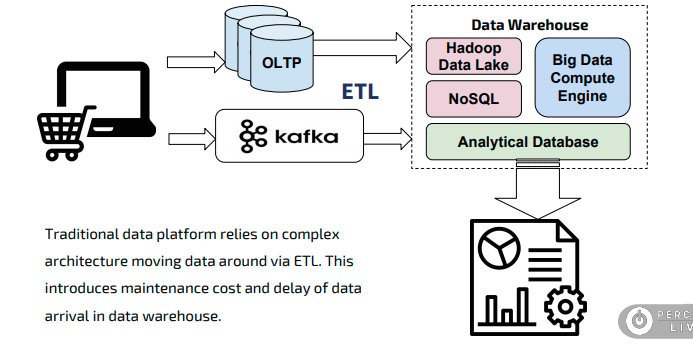 Data Warehouse
OLTP
Hadoop
Data Lake
Big Data
Compute
Engine
ETL
NoSQL
kafka
Analytical Database
Traditional data platform relies on complex
architecture moving data around via ETL. This
introduces maintenance cost and delay of data
arrival in data warehouse.